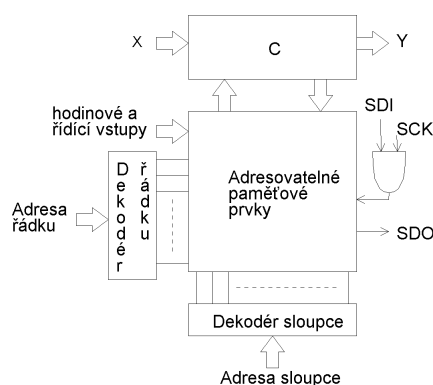 X
C
Y
hodinové a
řídící vstupy
SDI
SCK
Dekodér
řádku
Adresovatelné
paměťové
prvky
Adresa
řádku
SDO
Dekodér sloupce
Adresa sloupce